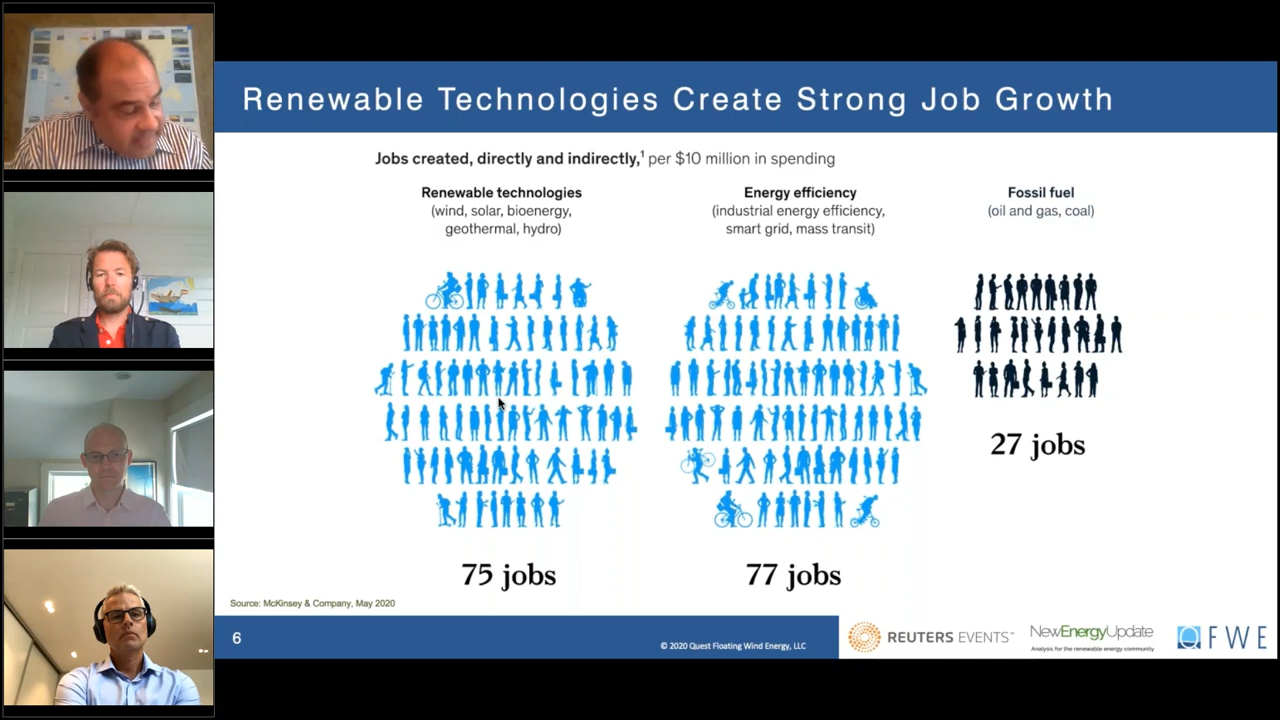 Renewable Technologies Create Strong Job Growth
Jobs created, directly and indirectly,¹ per $10 million in spending
Renewable technologies
(wind, solar, bioenergy,
geothermal, hydro)
Energy efficiency
(industrial energy efficiency,
smart grid, mass transit)
Fossil fuel
(oil and gas, coal)
27 jobs
75 jobs
77 jobs
Source: McKinsey & Company, May 2020
6
© 2020 Quest Floating Wind Energy, LLC
REUTERS EVENTS™
NewEnergyUpdate
Analysis for the renewable energy community
QFWE